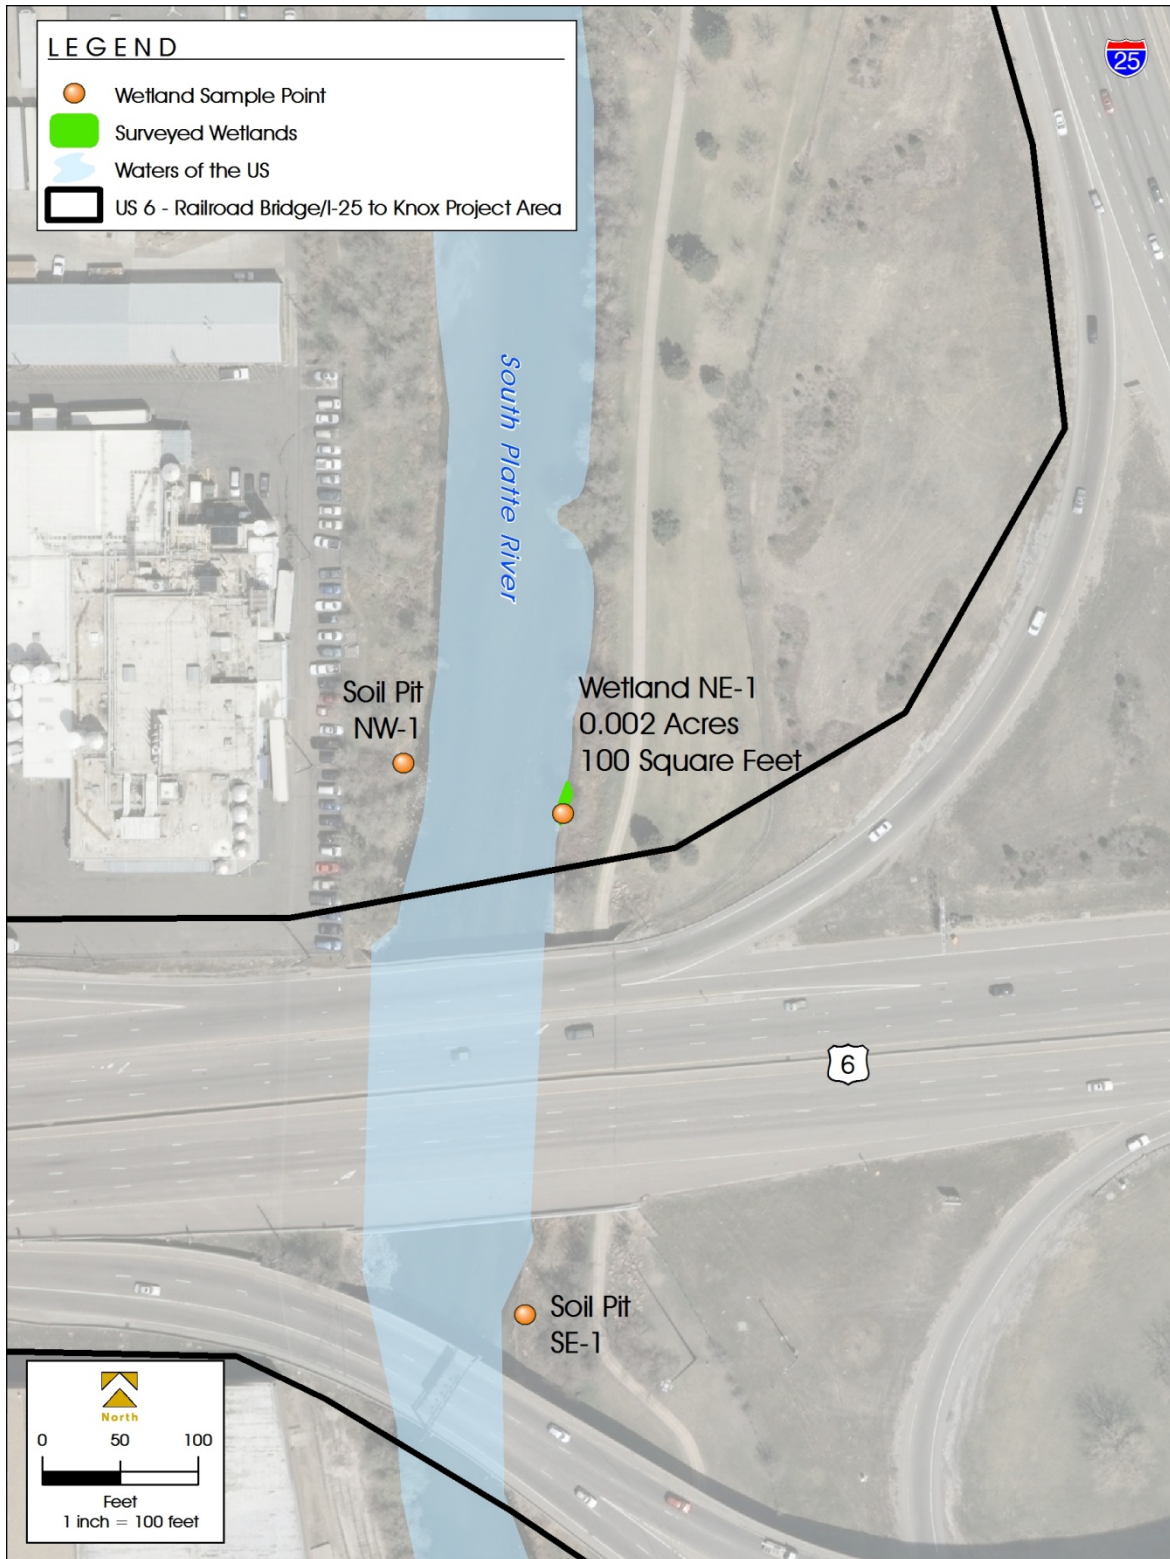 LEGEND
Wetland Sample Point
Surveyed Wetlands
Waters of the US
US 6 - Railroad Bridge/I-25 to Knox Project Area
25
South Platte River
Soil Pit
NW-1
Wetland NE-1
0.002 Acres
100 Square Feet
6
Soil Pit
SE-1
North
0 50 100
Feet
1 inch = 100 feet